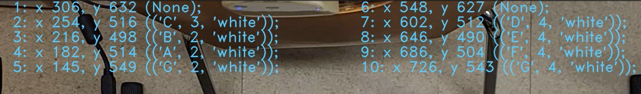 1: x 306, y 632 (None);
2: x 254, y 516 (('C', 3, 'white'));
3: x 216, y 498 (('B', 2, 'white'));
4: x 182, y 514 (('A', 2, 'white'));
5: x 145, y 549 (('G', 2, 'white'));
6: x 548, y 627 (None);
7: x 602, y 512 (('D', 4, 'white'));
8: x 646, y 490 (('E', 4, 'white'));
9: x 686, y 504 (('F', 4, 'white'));
10: x 726, y 543 (('G', 4, 'white'));